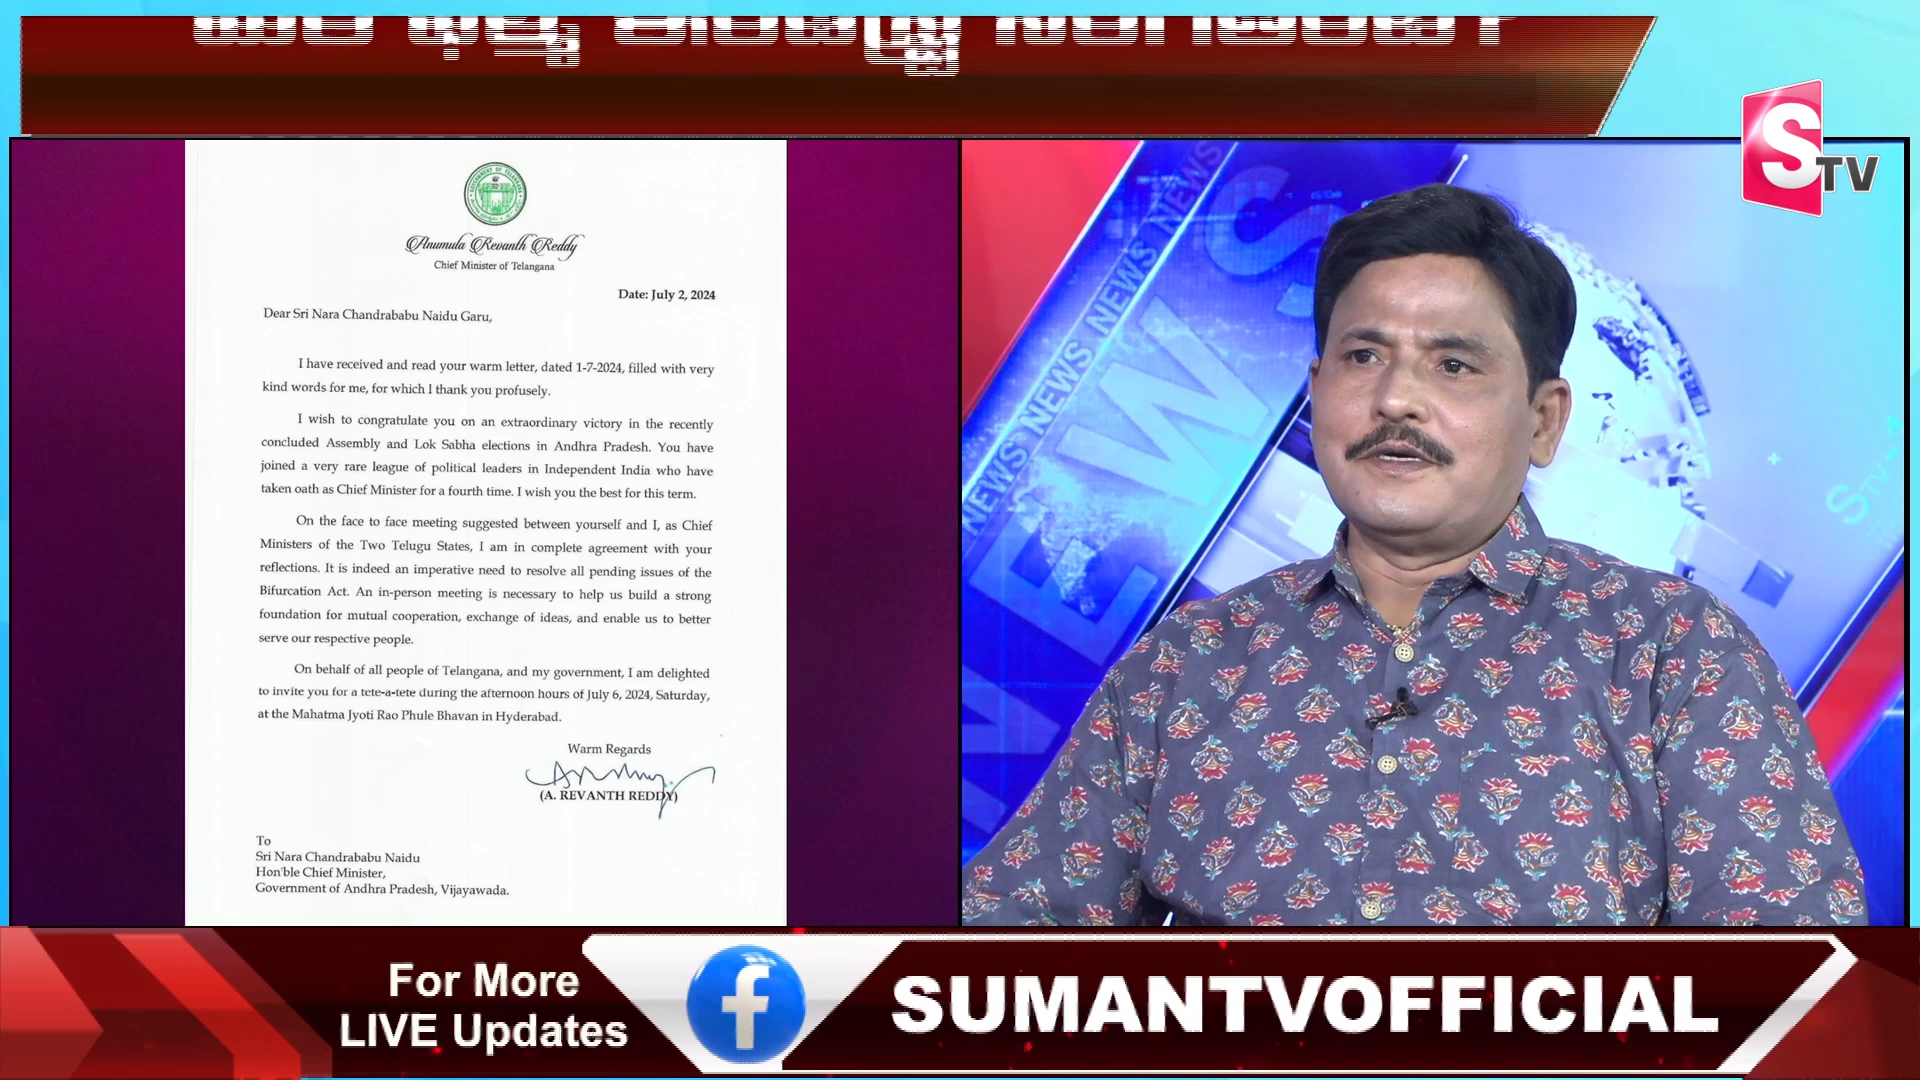 S
TV
GOVERNMENT OF TELANGANA
Anumula Revanth Reddy
Chief Minister of Telangana
Date: July 2, 2024
Dear Sri Nara Chandrababu Naidu Garu,
I have received and read your warm letter, dated 1-7-2024, filled with very
kind words for me, for which I thank you profusely.
I wish to congratulate you on an extraordinary victory in the recently
concluded Assembly and Lok Sabha elections in Andhra Pradesh. You have
joined a very rare league of political leaders in Independent India who have
taken oath as Chief Minister for a fourth time. I wish you the best for this term.
On the face to face meeting suggested between yourself and I, as Chief
Ministers of the Two Telugu States, I am in complete agreement with your
reflections. It is indeed an imperative need to resolve all pending issues of the
Bifurcation Act. An in-person meeting is necessary to help us build a strong
foundation for mutual cooperation, exchange of ideas, and enable us to better
serve our respective people.
On behalf of all people of Telangana, and my government, I am delighted
to invite you for a tete-a-tete during the afternoon hours of July 6, 2024, Saturday,
at the Mahatma Jyoti Rao Phule Bhavan in Hyderabad.
Warm Regards
(A. REVANTH REDDY)
To
Sri Nara Chandrababu Naidu
Hon'ble Chief Minister,
Government of Andhra Pradesh, Vijayawada.
NEWS NEWS NEWS NEWS
NEWS
STV
For More
LIVE Updates
f
SUMANTVOFFICIAL